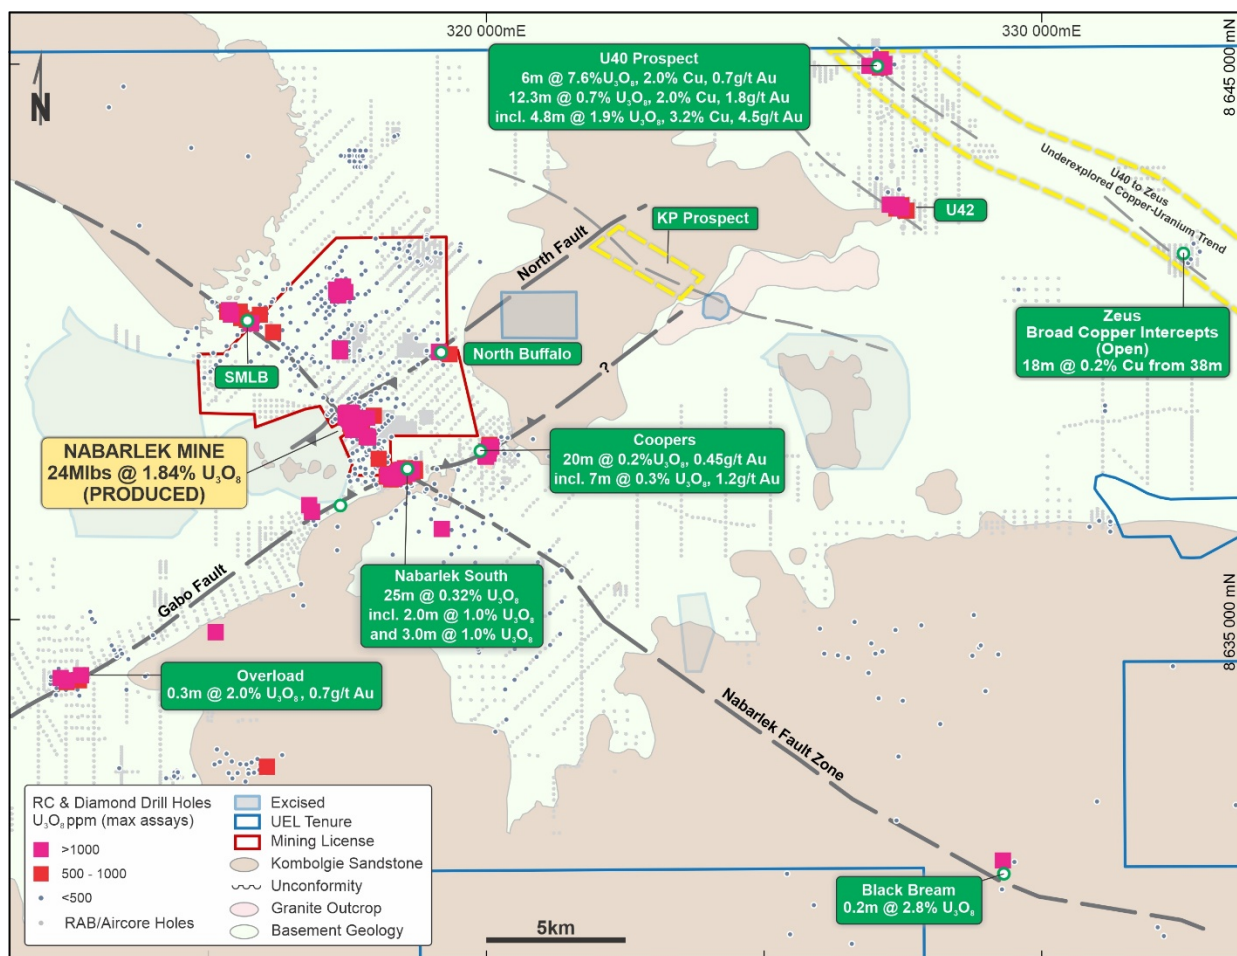 320 000mE
330 000mE
8 645 000 mN
8 635 000 mN
N
U40 Prospect
6m @ 7.6%U₃O₈, 2.0% Cu, 0.7g/t Au
12.3m @ 0.7% U₃O₈, 2.0% Cu, 1.8g/t Au
incl. 4.8m @ 1.9% U₃O₈, 3.2% Cu, 4.5g/t Au
U40 to Zeus
Underexplored Copper-Uranium Trend
KP Prospect
U42
North Fault
Zeus
Broad Copper Intercepts
(Open)
18m @ 0.2% Cu from 38m
North Buffalo
SMLB
?
NABARLEK MINE
24Mlbs @ 1.84% U₃O₈
(PRODUCED)
Coopers
20m @ 0.2%U₃O₈, 0.45g/t Au
incl. 7m @ 0.3% U₃O₈, 1.2g/t Au
Gabo Fault
Nabarlek South
25m @ 0.32% U₃O₈
incl. 2.0m @ 1.0% U₃O₈
and 3.0m @ 1.0% U₃O₈
Overload
0.3m @ 2.0% U₃O₈, 0.7g/t Au
Nabarlek Fault Zone
Black Bream
0.2m @ 2.8% U₃O₈
RC & Diamond Drill Holes
U₃O₈ ppm (max assays)
>1000
500 - 1000
<500
RAB/Aircore Holes
Excised
UEL Tenure
Mining License
Kombolgie Sandstone
Unconformity
Granite Outcrop
Basement Geology
5km